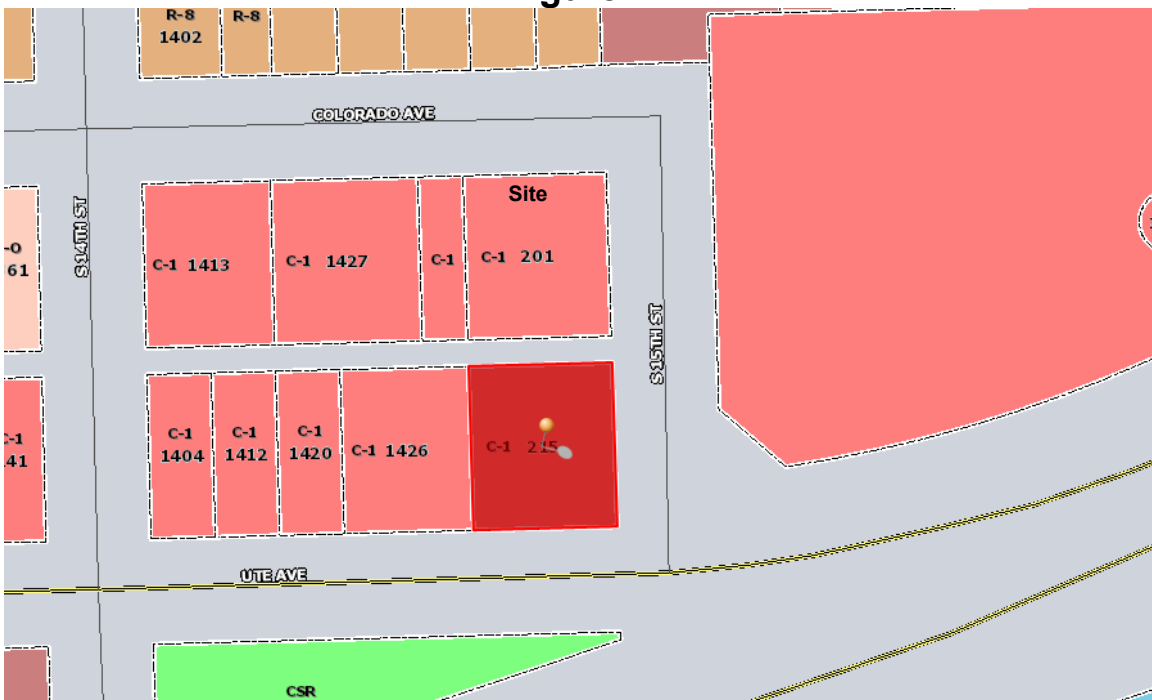 R-8
1402
R-8
COLORADO AVE
S 14TH ST
-O
61
C-1 1413
C-1 1427
C-1
Site
C-1 201
S 15TH ST
C-1
41
C-1
1404
C-1
1412
C-1
1420
C-1 1426
C-1 215
UTE AVE
CSR